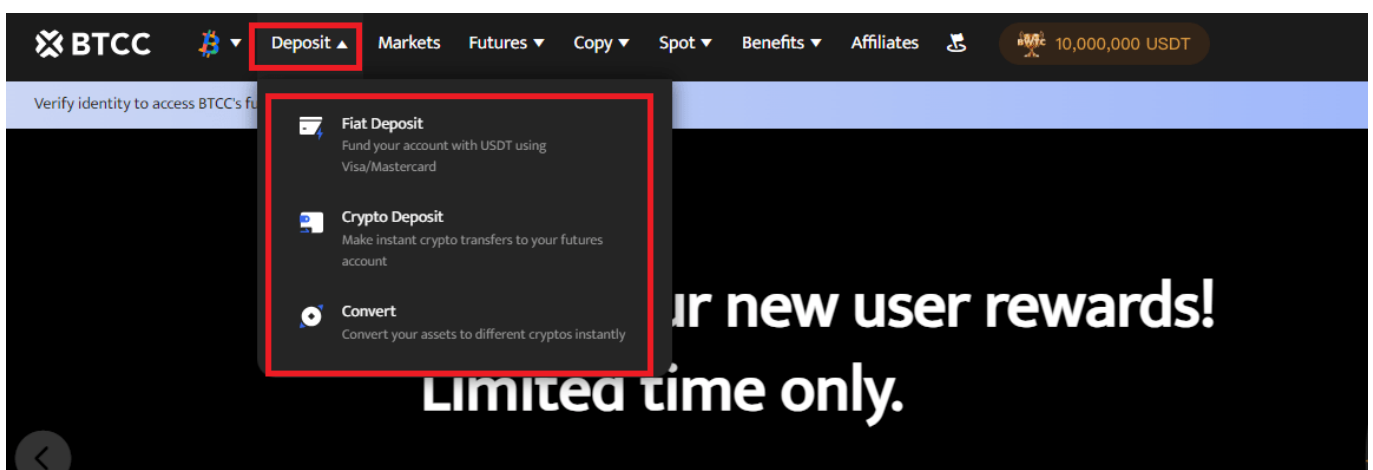 BTCC
Deposit ▲ Markets Futures ▼ Copy ▼ Spot ▼ Benefits ▼ Affiliates 10,000,000 USDT
Verify identity to access BTCC's
Fiat Deposit
Fund your account with USDT using
Visa/Mastercard
Crypto Deposit
Make instant crypto transfers to your futures
account
Convert
Convert your assets to different cryptos instantly
new user rewards!
Limited time only.